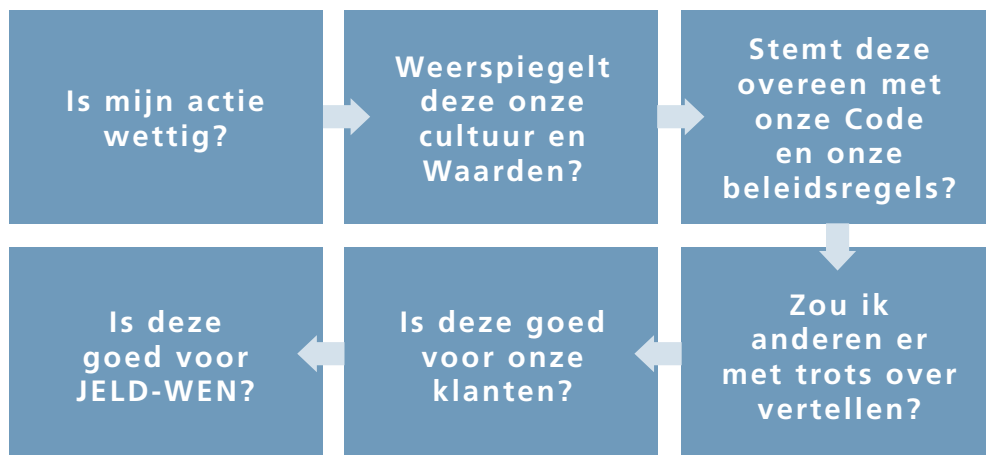 Is mijn actie
wettig?
Weerspiegelt
deze onze
cultuur en
Waarden?
Stemt deze
overeen met
onze Code
en onze
beleidsregels?
Zou ik
anderen er
met trots over
vertellen?
Is deze goed
voor onze
klanten?
Is deze
goed voor
JELD-WEN?